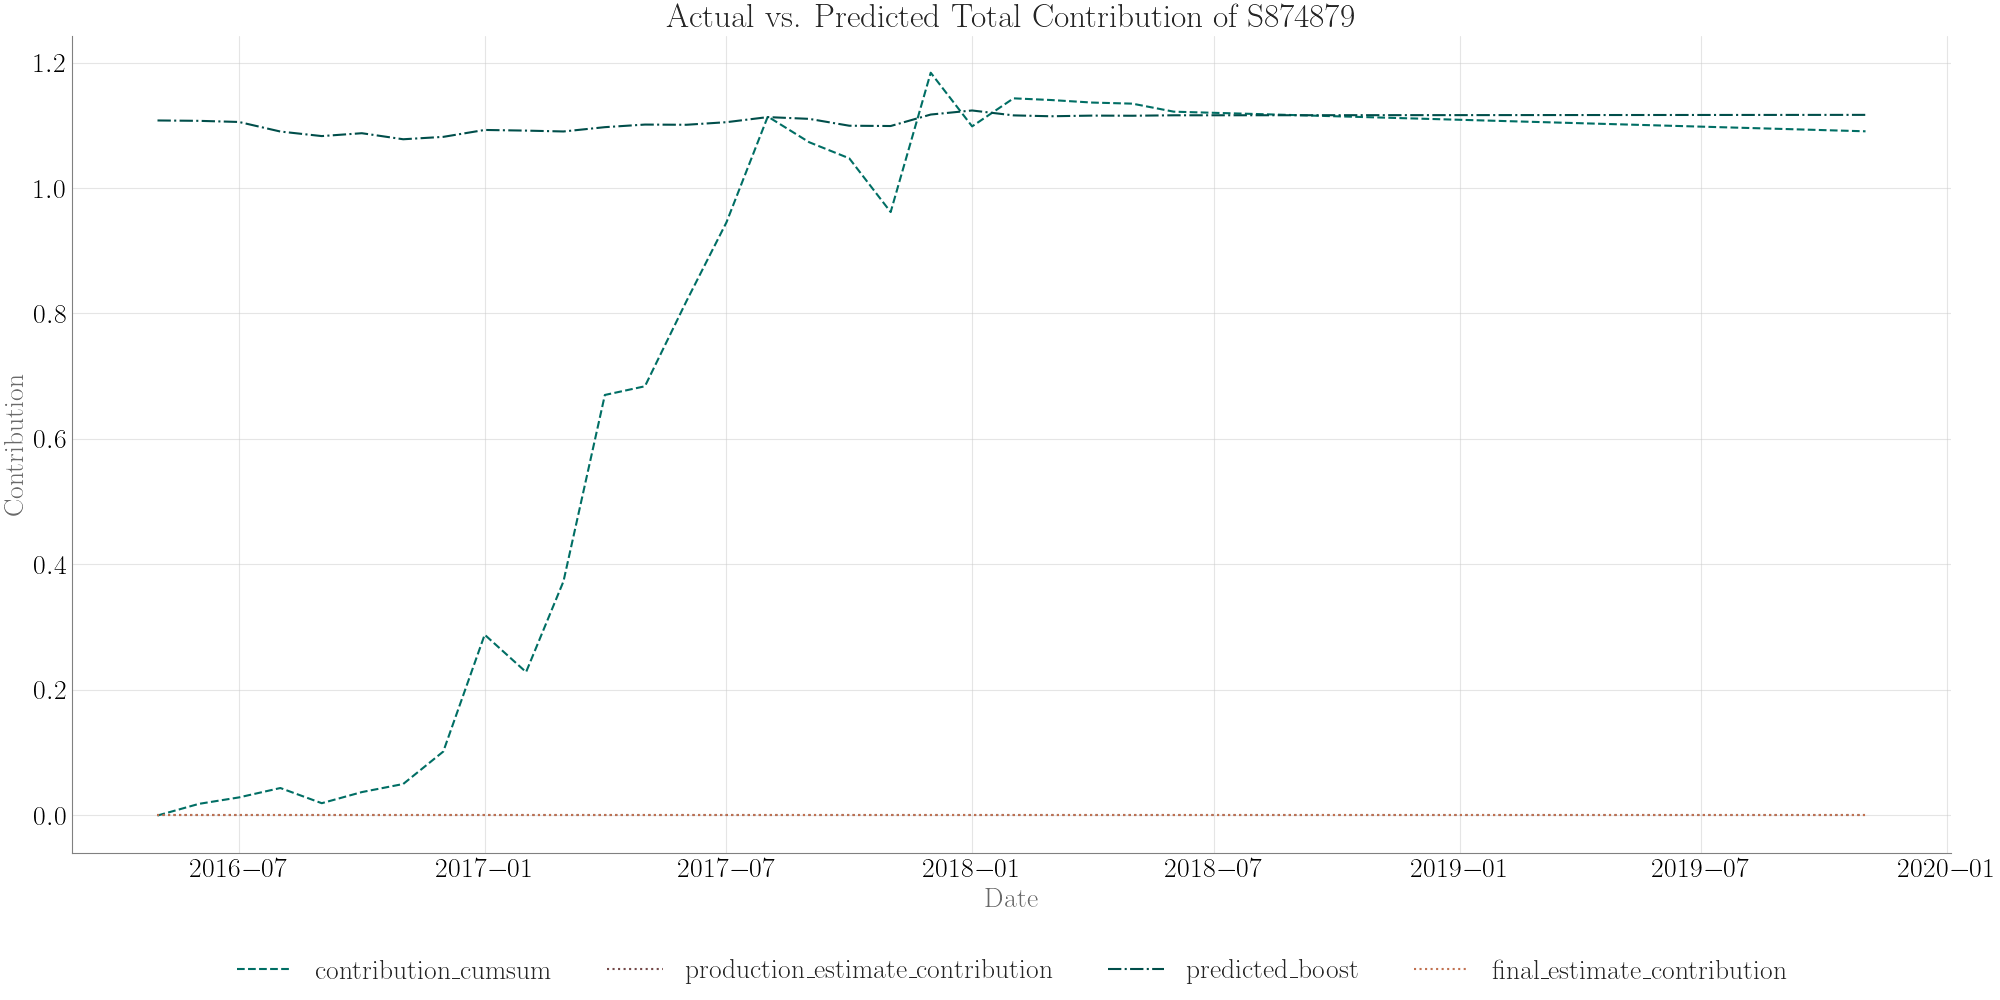 Actual vs. Predicted Total Contribution of S874879
1.2
1.0
0.8
0.6
0.4
0.2
0.0
Contribution
2016−07 2017−01 2017−07 2018−01 2018−07 2019−01 2019−07 2020−01
Date
contribution_cumsum production_estimate_contribution predicted_boost final_estimate_contribution